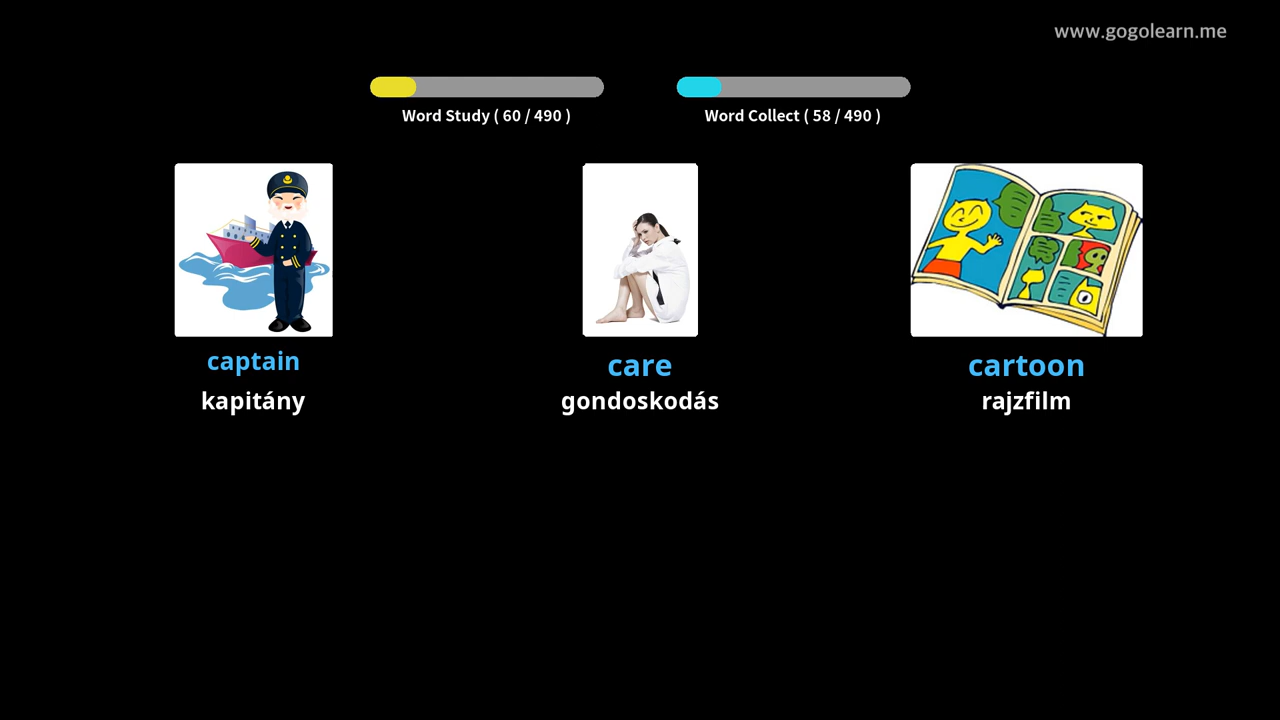 www.gogolearn.me
Word Study ( 60 / 490 )
Word Collect ( 58 / 490 )
captain
kapitány
care
gondoskodás
cartoon
rajzfilm